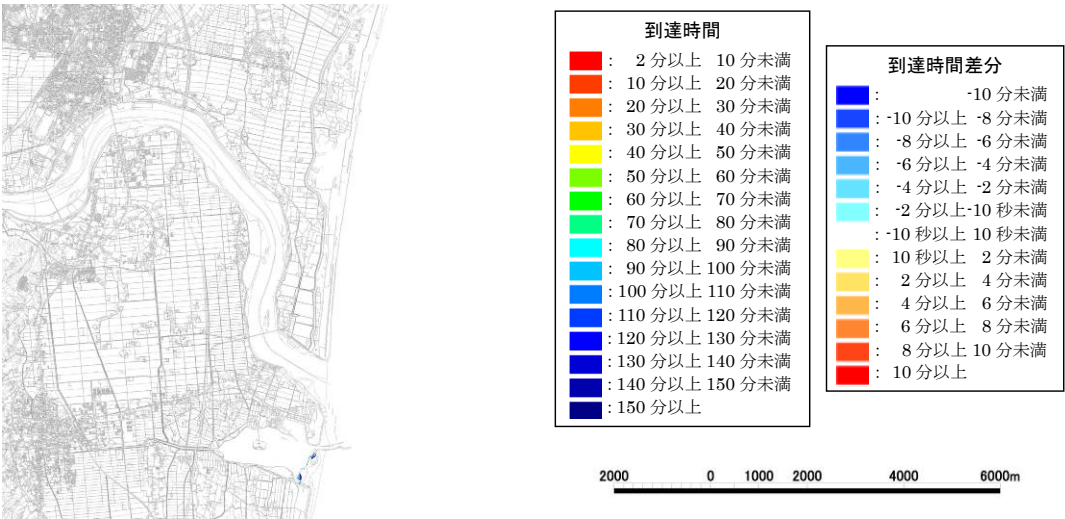 到達時間
: 2 分以上 10 分未満
: 10 分以上 20 分未満
: 20 分以上 30 分未満
: 30 分以上 40 分未満
: 40 分以上 50 分未満
: 50 分以上 60 分未満
: 60 分以上 70 分未満
: 70 分以上 80 分未満
: 80 分以上 90 分未満
: 90 分以上 100 分未満
: 100 分以上 110 分未満
: 110 分以上 120 分未満
: 120 分以上 130 分未満
: 130 分以上 140 分未満
: 140 分以上 150 分未満
: 150 分以上
到達時間差分
: -10 分未満
: -10 分以上 -8 分未満
: -8 分以上 -6 分未満
: -6 分以上 -4 分未満
: -4 分以上 -2 分未満
: -2 分以上-10 秒未満
: -10 秒以上 10 秒未満
: 10 秒以上 2 分未満
: 2 分以上 4 分未満
: 4 分以上 6 分未満
: 6 分以上 8 分未満
: 8 分以上 10 分未満
: 10 分以上
2000 0 1000 2000 4000 6000m